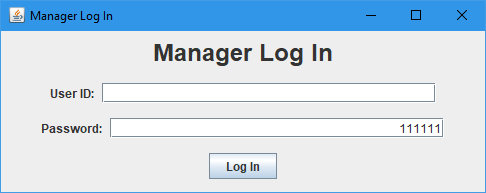 Manager Log In
Manager Log In
User ID:
Password: 111111
Log In